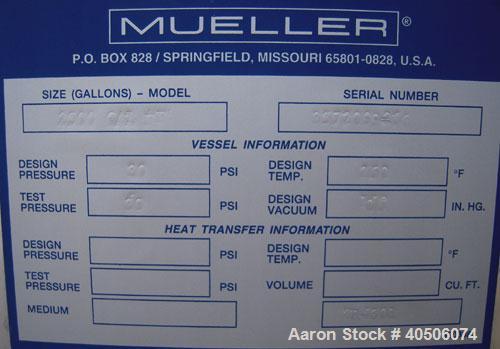 MUELLER®
P.O. BOX 828 / SPRINGFIELD, MISSOURI 65801-0828, U.S.A.
SIZE (GALLONS) – MODEL SERIAL NUMBER
VESSEL INFORMATION
DESIGN PRESSURE PSI DESIGN TEMP. °F
TEST PRESSURE PSI DESIGN VACUUM IN. HG.
HEAT TRANSFER INFORMATION
DESIGN PRESSURE PSI DESIGN TEMP. °F
TEST PRESSURE PSI VOLUME CU. FT.
MEDIUM
Aaron Stock # 40506074